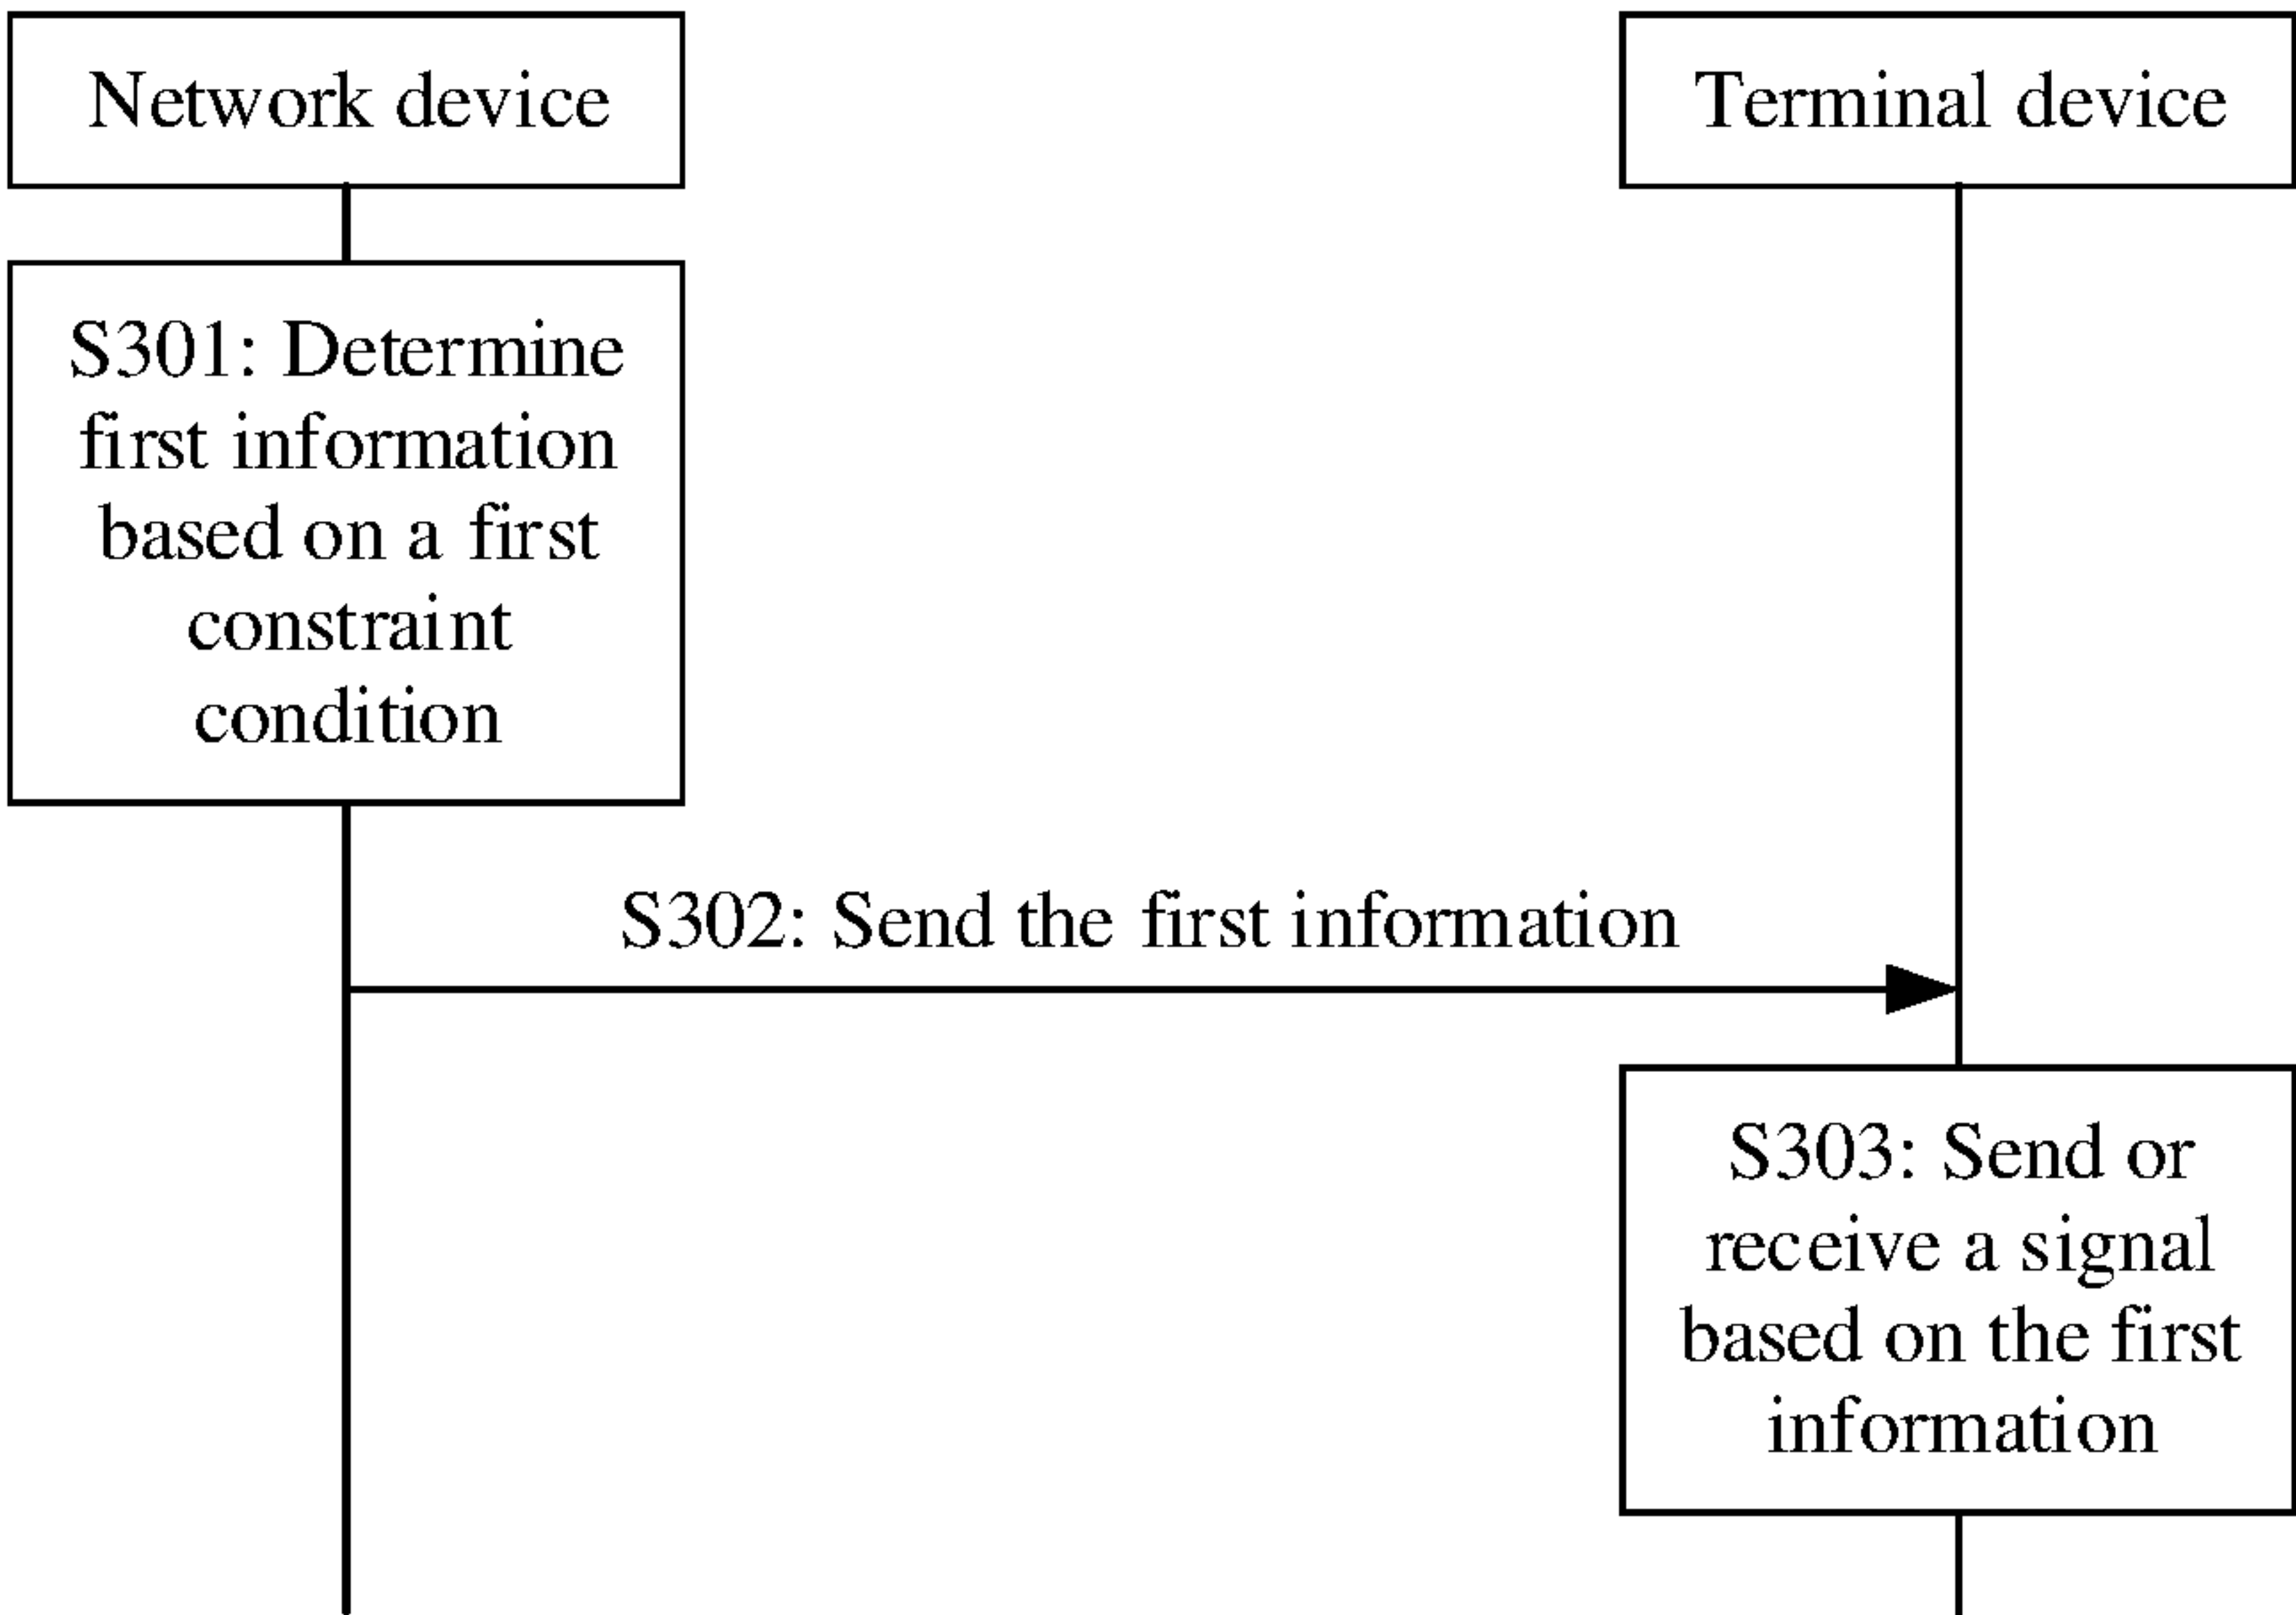 Network device
Terminal device
S301: Determine
first information
based on a first
constraint
condition
S302: Send the first information
S303: Send or
receive a signal
based on the first
information